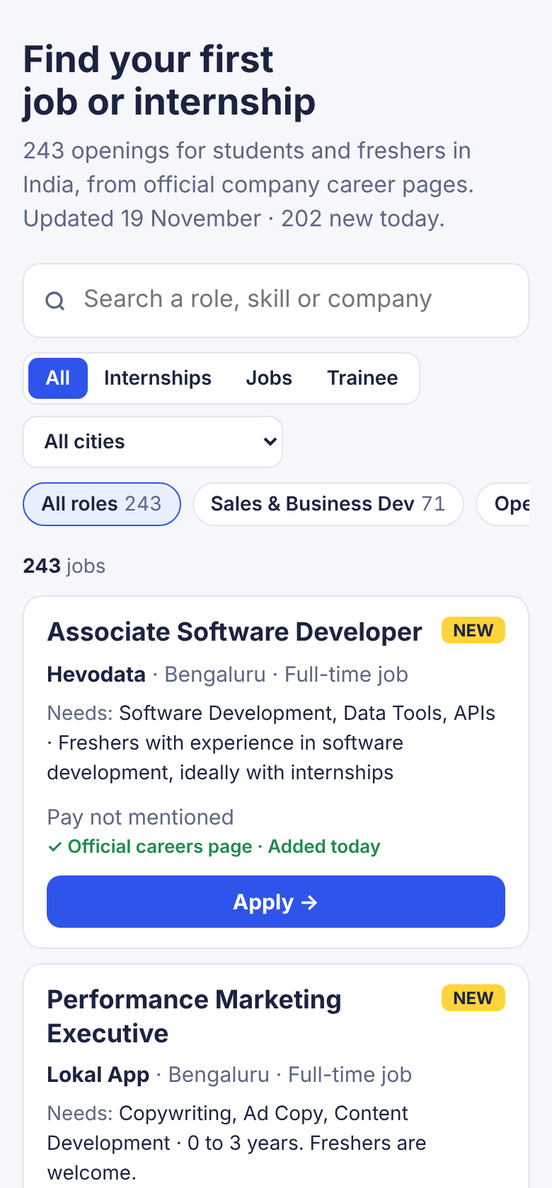 Find your first
job or internship
243 openings for students and freshers in
India, from official company career pages.
Updated 19 November · 202 new today.
Search a role, skill or company
All Internships Jobs Trainee
All cities
All roles 243 Sales & Business Dev 71 Ope
243 jobs
Associate Software Developer NEW
Hevodata · Bengaluru · Full-time job
Needs: Software Development, Data Tools, APIs
· Freshers with experience in software
development, ideally with internships
Pay not mentioned
✓ Official careers page · Added today
Apply →
Performance Marketing NEW
Executive
Lokal App · Bengaluru · Full-time job
Needs: Copywriting, Ad Copy, Content
Development · 0 to 3 years. Freshers are
welcome.